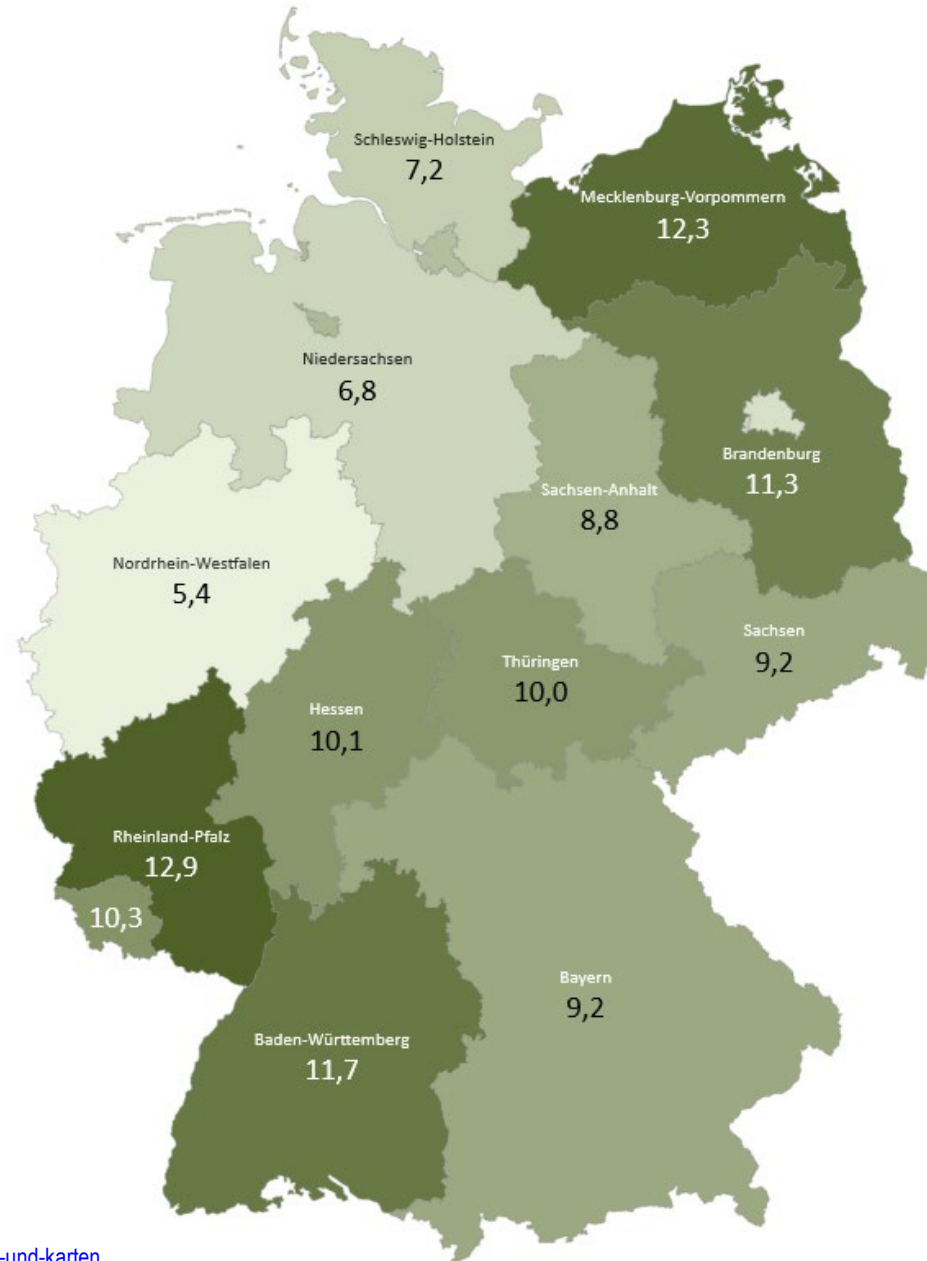 Schleswig-Holstein
7,2
Mecklenburg-Vorpommern
12,3
Niedersachsen
6,8
Brandenburg
11,3
Sachsen-Anhalt
8,8
Nordrhein-Westfalen
5,4
Sachsen
9,2
Thüringen
10,0
Hessen
10,1
Rheinland-Pfalz
12,9
10,3
Bayern
9,2
Baden-Württemberg
11,7
-und-karten